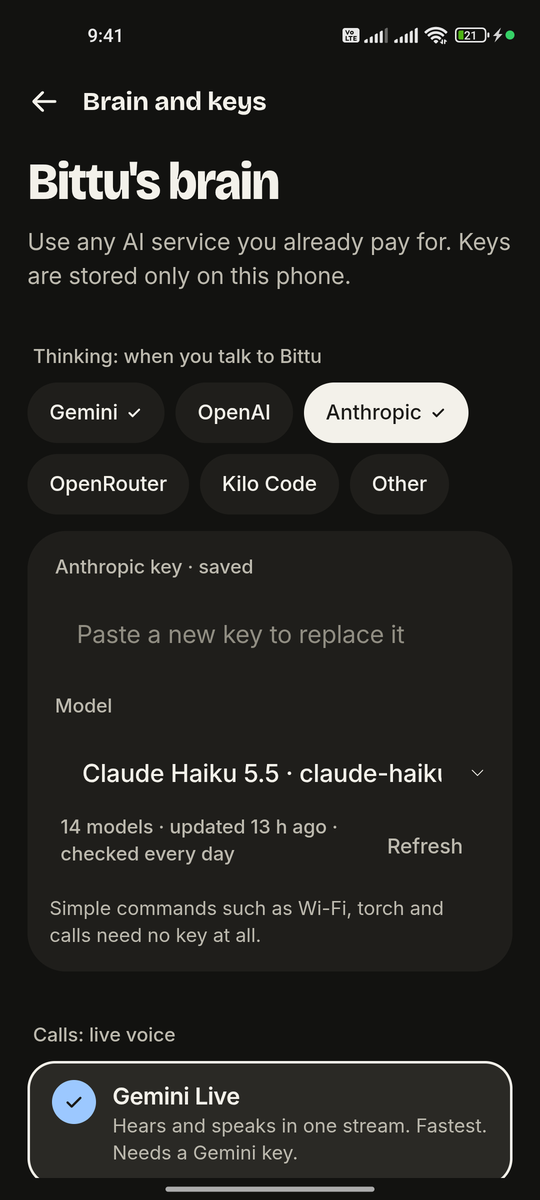 9:41
Vo LTE
21
Brain and keys
Bittu's brain
Use any AI service you already pay for. Keys
are stored only on this phone.
Thinking: when you talk to Bittu
Gemini
OpenAI
Anthropic
OpenRouter
Kilo Code
Other
Anthropic key · saved
Paste a new key to replace it
Model
Claude Haiku 5.5 · claude-haiku
14 models · updated 13 h ago ·
checked every day
Refresh
Simple commands such as Wi-Fi, torch and
calls need no key at all.
Calls: live voice
Gemini Live
Hears and speaks in one stream. Fastest.
Needs a Gemini key.